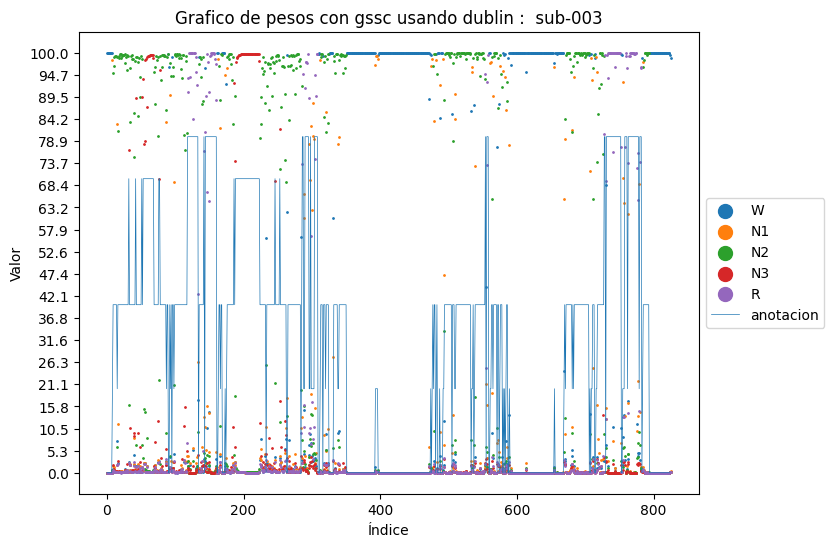 Grafico de pesos con gssc usando dublin :  sub-003
100.0
94.7
89.5
84.2
78.9
73.7
68.4
63.2
57.9
52.6
47.4
42.1
36.8
31.6
26.3
21.1
15.8
10.5
5.3
0.0
Valor
0
200
400
600
800
Índice
W
N1
N2
N3
R
anotacion